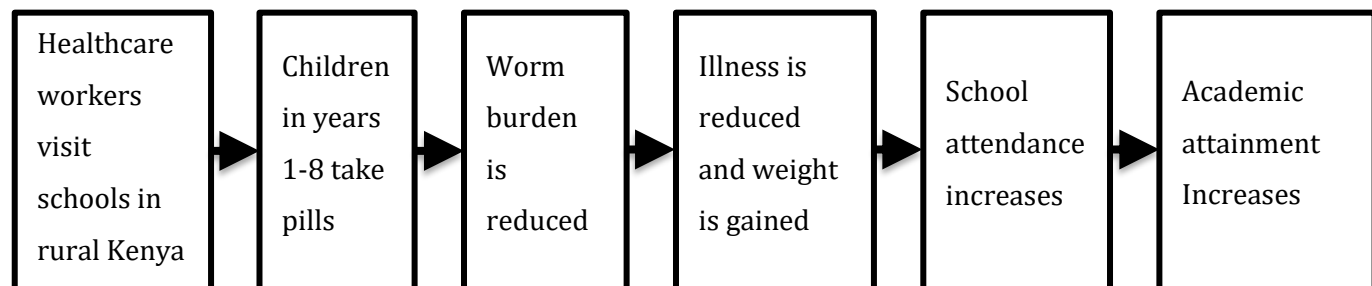 Healthcare
workers
visit
schools in
rural Kenya
Children
in years
1-8 take
pills
Worm
burden
is
reduced
Illness is
reduced
and weight
is gained
School
attendance
increases
Academic
attainment
Increases